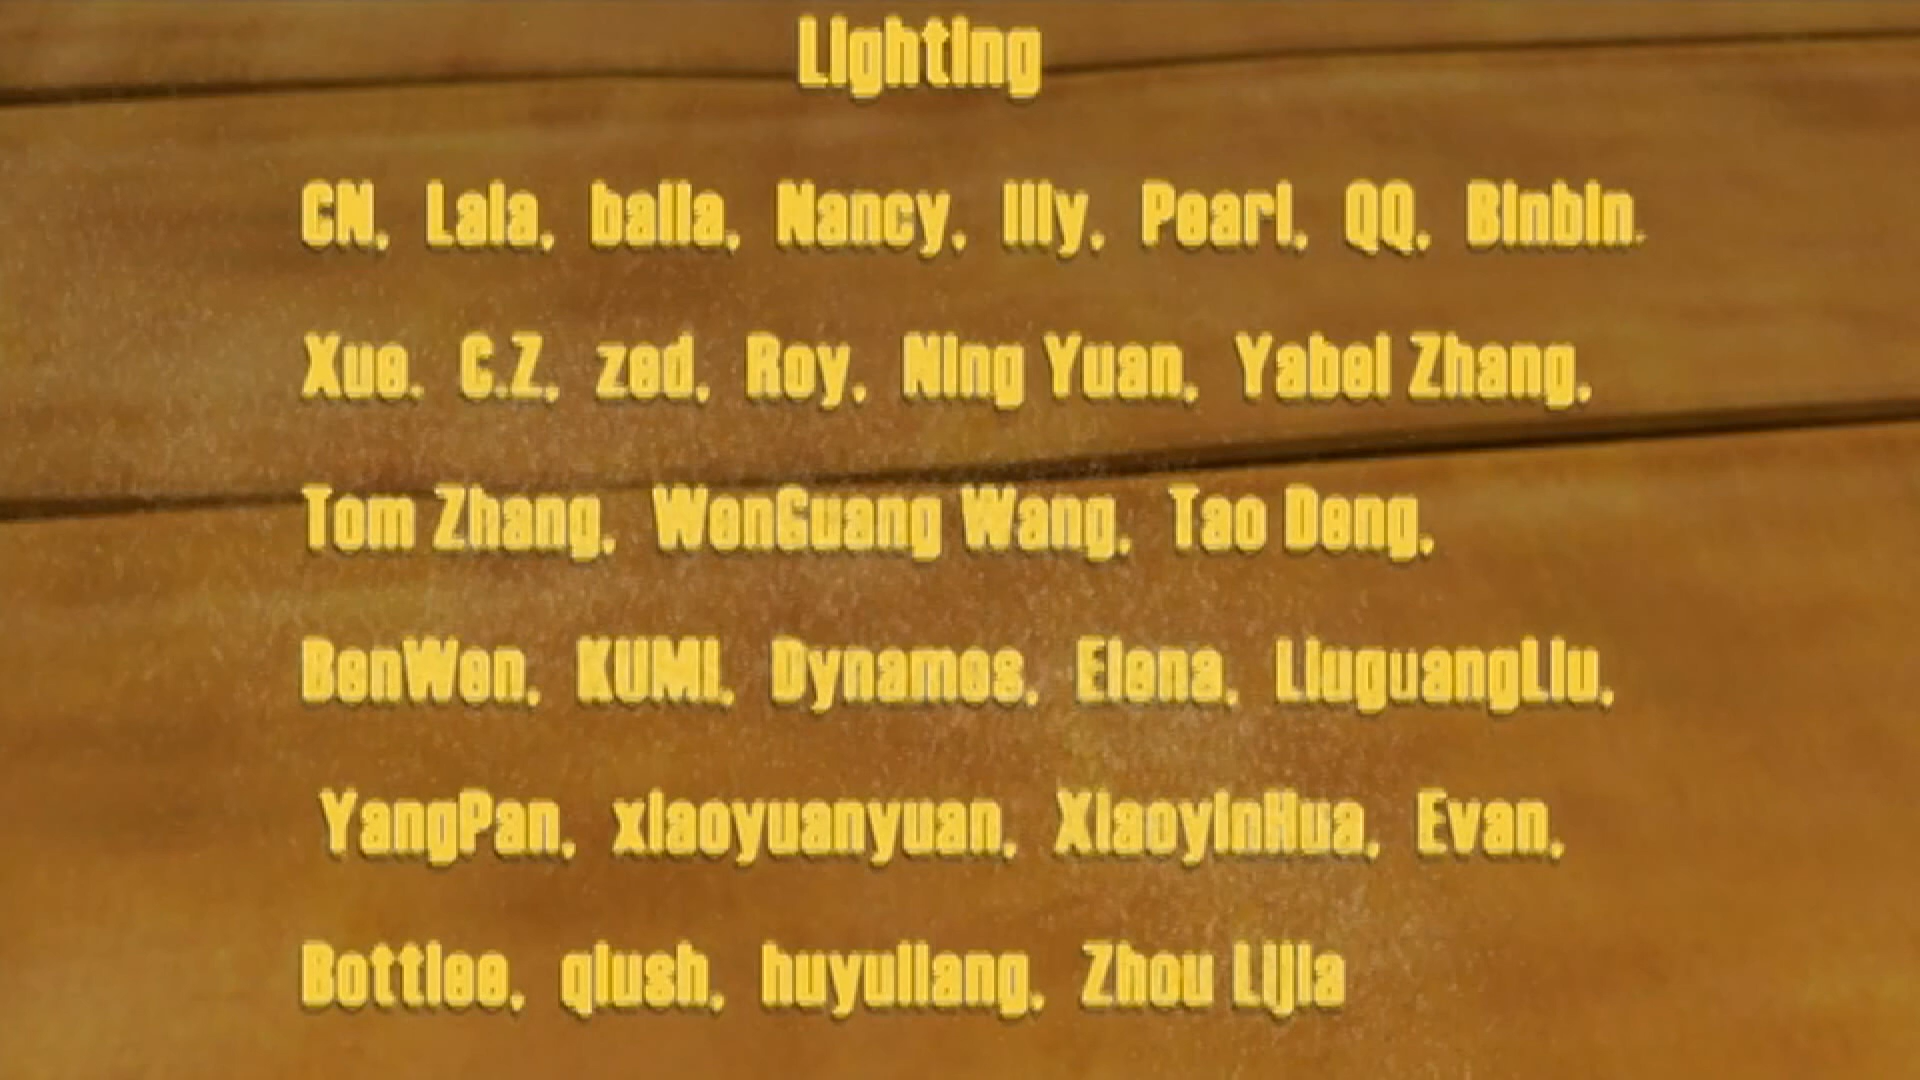 Lighting
CN, Lala, balla, Nancy, lily, Pearl, QQ, Binbin.
Xue. C.Z, zed, Roy, Ning Yuan, Yabei Zhang,
Tom Zhang, WenGuang Wang, Tao Deng,
BenWen, KUMI, Dynames, Elena, LiuguangLiu,
YangPan, xiaoyuanyuan, XiaoyinHua, Evan,
Bottlee, qiush, huyuliang, Zhou Lijia